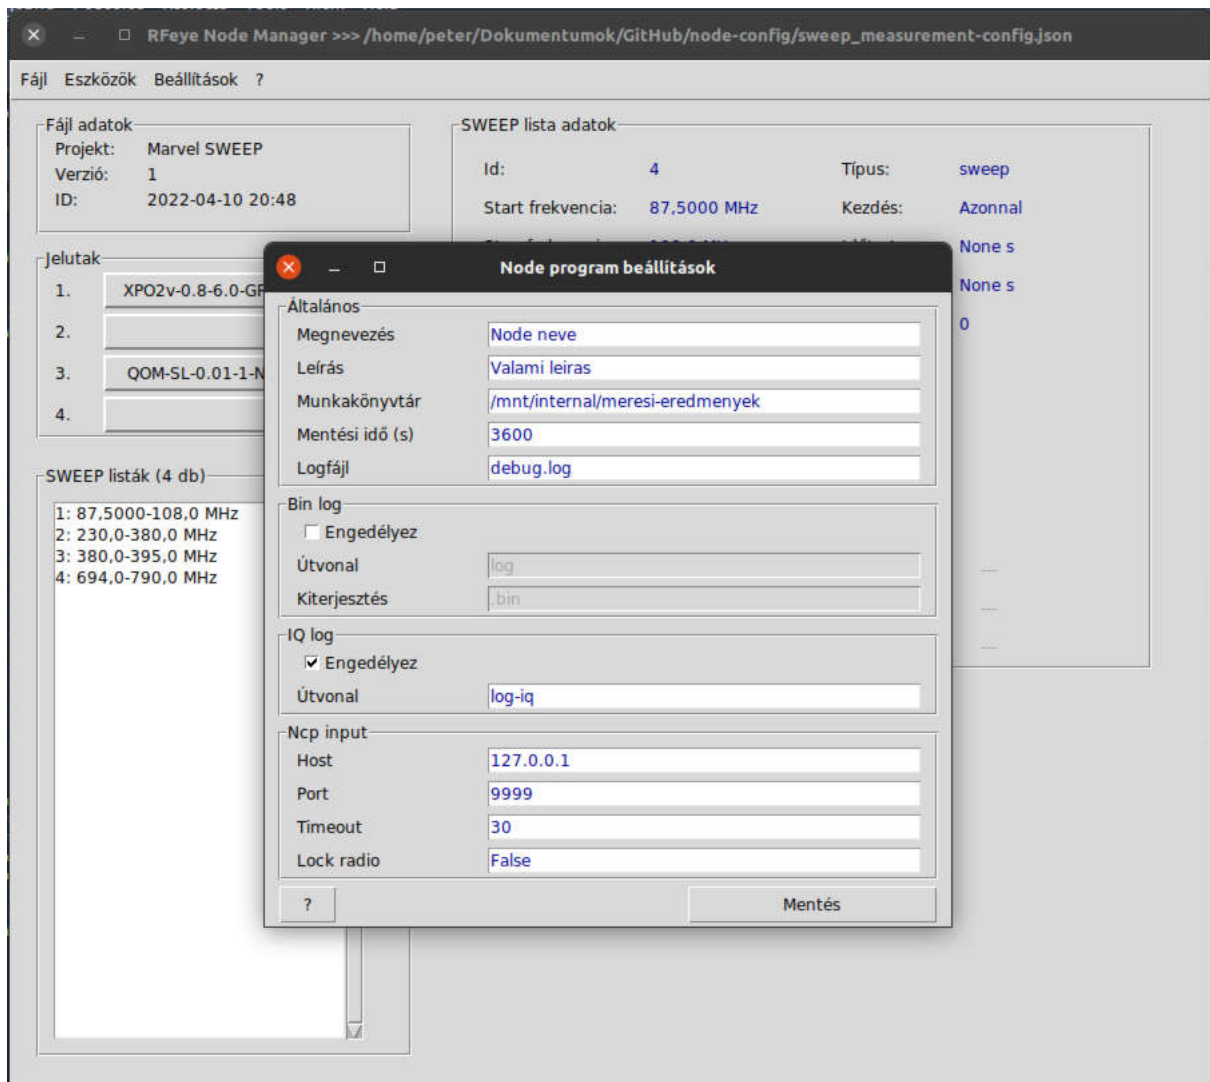 RFeye Node Manager >>> /home/peter/Dokumentumok/GitHub/node-config/sweep_measurement-config.json
Fájl Eszközök Beállítások ?
Fájl adatok
Projekt: Marvel SWEEP
Verzió: 1
ID: 2022-04-10 20:48
SWEEP lista adatok
Id: 4 Típus: sweep
Start frekvencia: 87,5000 MHz Kezdés: Azonnal
None s
None s
0
---
---
---
Jelutak
1. XPO2v-0.8-6.0-GF
2.
3. QOM-SL-0.01-1-N
4.
SWEEP listák (4 db)
1: 87,5000-108,0 MHz
2: 230,0-380,0 MHz
3: 380,0-395,0 MHz
4: 694,0-790,0 MHz
Node program beállítások
Általános
Megnevezés Node neve
Leírás Valami leiras
Munkakönyvtár /mnt/internal/meresi-eredmenyek
Mentési idő (s) 3600
Logfájl debug.log
Bin log
Engedélyez
Útvonal log
Kiterjesztés .bin
IQ log
Engedélyez
Útvonal log-iq
Ncp input
Host 127.0.0.1
Port 9999
Timeout 30
Lock radio False
? Mentés